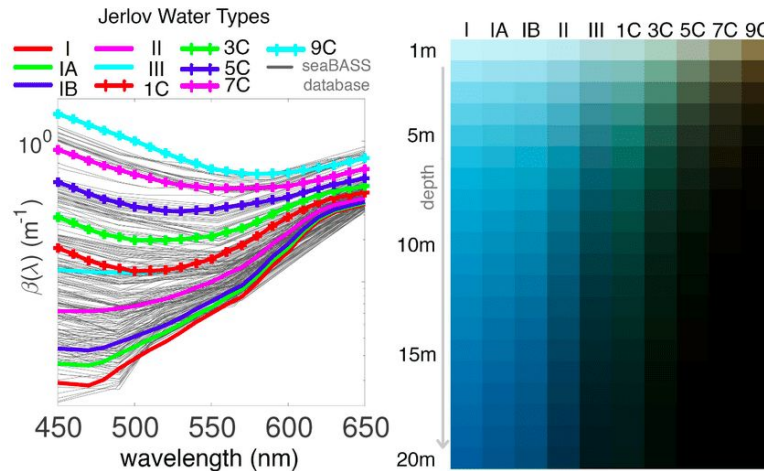 Jerlov Water Types
I II 3C 9C
IA III 5C seaBASS
IB 1C 7C database
10⁰
β(λ) (m⁻¹)
450 500 550 600 650
wavelength (nm)
I IA IB II III 1C 3C 5C 7C 9C
1m
5m
depth
10m
15m
20m